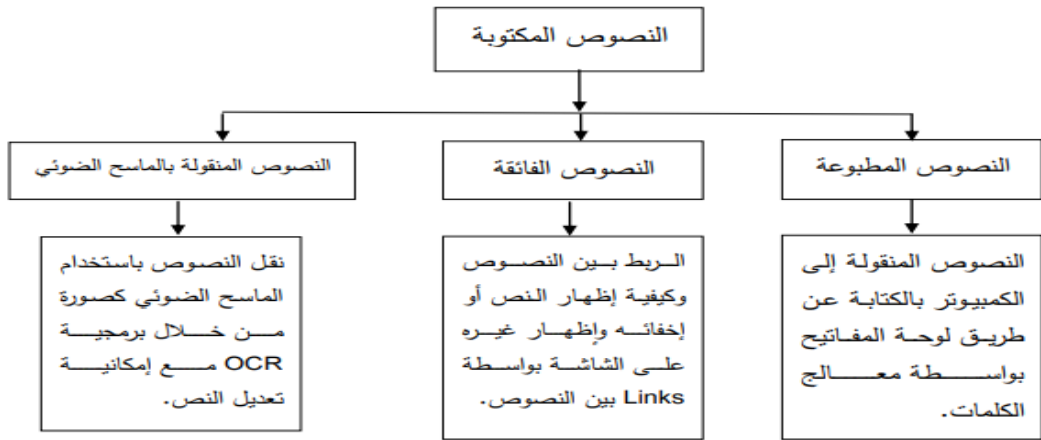 النصوص المكتوبة
النصوص المطبوعة
النصوص الفائقة
النصوص المنقولة بالماسح الضوئي
النصوص المنقولة إلى
الكمبيوتر بالكتابة عن
طريق لوحة المفاتيح
بواسطة معالج
الكلمات.
الربط بين النصوص
وكيفية إظهار النص أو
إخفائه وإظهار غيره
على الشاشة بواسطة
Links بين النصوص.
نقل النصوص باستخدام
الماسح الضوئي كصورة
من خلال برمجية
OCR مع إمكانية
تعديل النص.